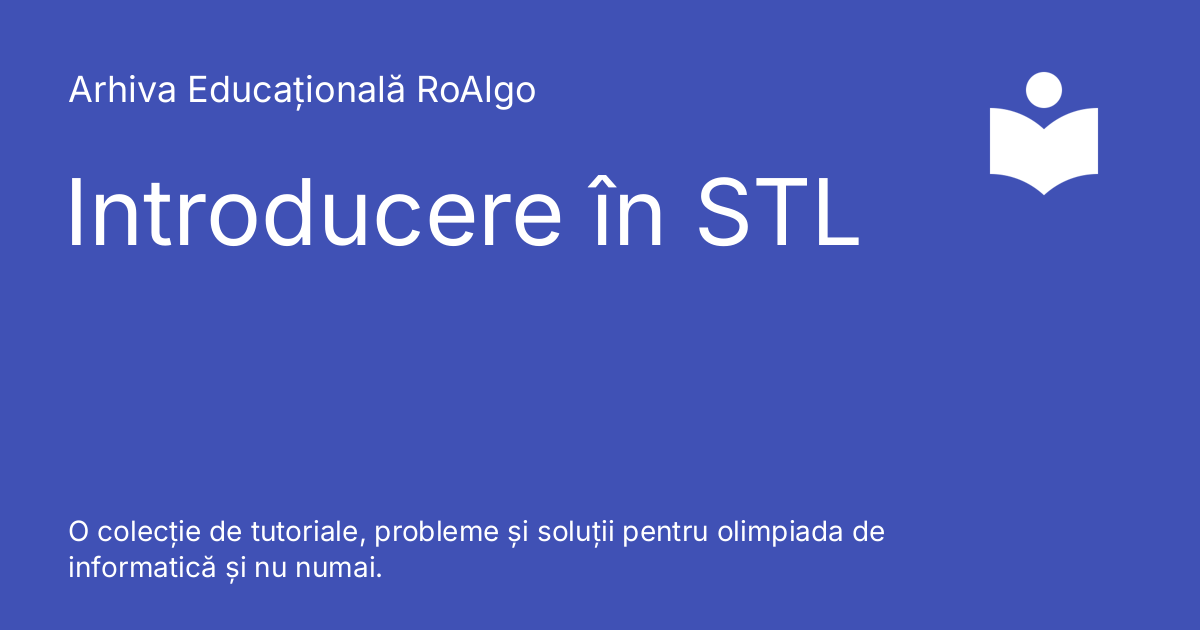 Arhiva Educațională RoAlgo
Introducere în STL
O colecție de tutoriale, probleme și soluții pentru olimpiada de
informatică și nu numai.